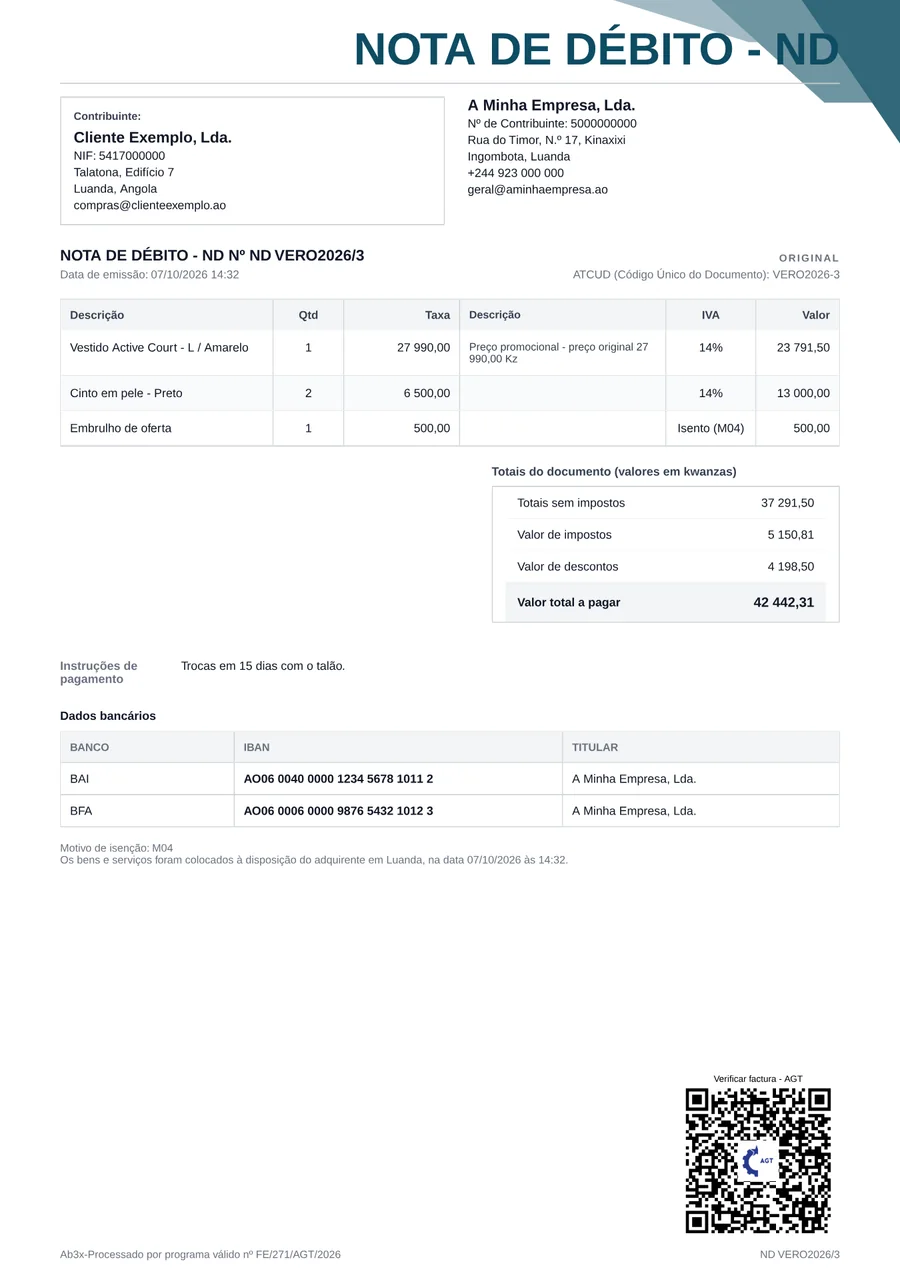 NOTA DE DÉBITO - ND
Contribuinte:
Cliente Exemplo, Lda.
NIF: 5417000000
Talatona, Edifício 7
Luanda, Angola
compras@clienteexemplo.ao
A Minha Empresa, Lda.
Nº de Contribuinte: 5000000000
Rua do Timor, N.º 17, Kinaxixi
Ingombota, Luanda
+244 923 000 000
geral@aminhaempresa.ao
NOTA DE DÉBITO - ND Nº ND VERO2026/3
Data de emissão: 07/10/2026 14:32
ORIGINAL
ATCUD (Código Único do Documento): VERO2026-3
Descrição Qtd Taxa Descrição IVA Valor
Vestido Active Court - L / Amarelo 1 27 990,00 Preço promocional - preço original 27 990,00 Kz 14% 23 791,50
Cinto em pele - Preto 2 6 500,00 14% 13 000,00
Embrulho de oferta 1 500,00 Isento (M04) 500,00
Totais do documento (valores em kwanzas)
Totais sem impostos 37 291,50
Valor de impostos 5 150,81
Valor de descontos 4 198,50
Valor total a pagar 42 442,31
Instruções de pagamento Trocas em 15 dias com o talão.
Dados bancários
BANCO IBAN TITULAR
BAI AO06 0040 0000 1234 5678 1011 2 A Minha Empresa, Lda.
BFA AO06 0006 0000 9876 5432 1012 3 A Minha Empresa, Lda.
Motivo de isenção: M04
Os bens e serviços foram colocados à disposição do adquirente em Luanda, na data 07/10/2026 às 14:32.
Verificar factura - AGT
AGT
Ab3x-Processado por programa válido nº FE/271/AGT/2026
ND VERO2026/3